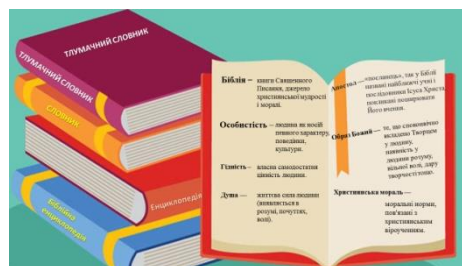 ТЛУМАЧНИЙ СЛОВНИК
ТЛУМАЧНИЙ СЛОВНИК
СЛОВНИК
Енциклопедія
Біблійна
енциклопедія
Біблія – книги Священного
Писання, джерело
християнської мудрості
і моралі.
Особистість – людина як носій
певного характеру,
поведінки,
культури.
Гідність – власна самодостатня
цінність людини.
Душа — життєва сила людини
(виявляється в
розумі, почуттях,
волі).
Апостол — «посланець», так у Біблії
названі найближчі учні і
послідовники Ісуса Христа,
покликані поширювати
Його вчення.
Образ Божий — те, що споконвічно
вкладено Творцем
у людину,
наявність у
людини розуму,
вільної волі, дару
творчості тощо.
Християнська мораль —
моральні норми,
пов'язані з
християнським
віровченням.